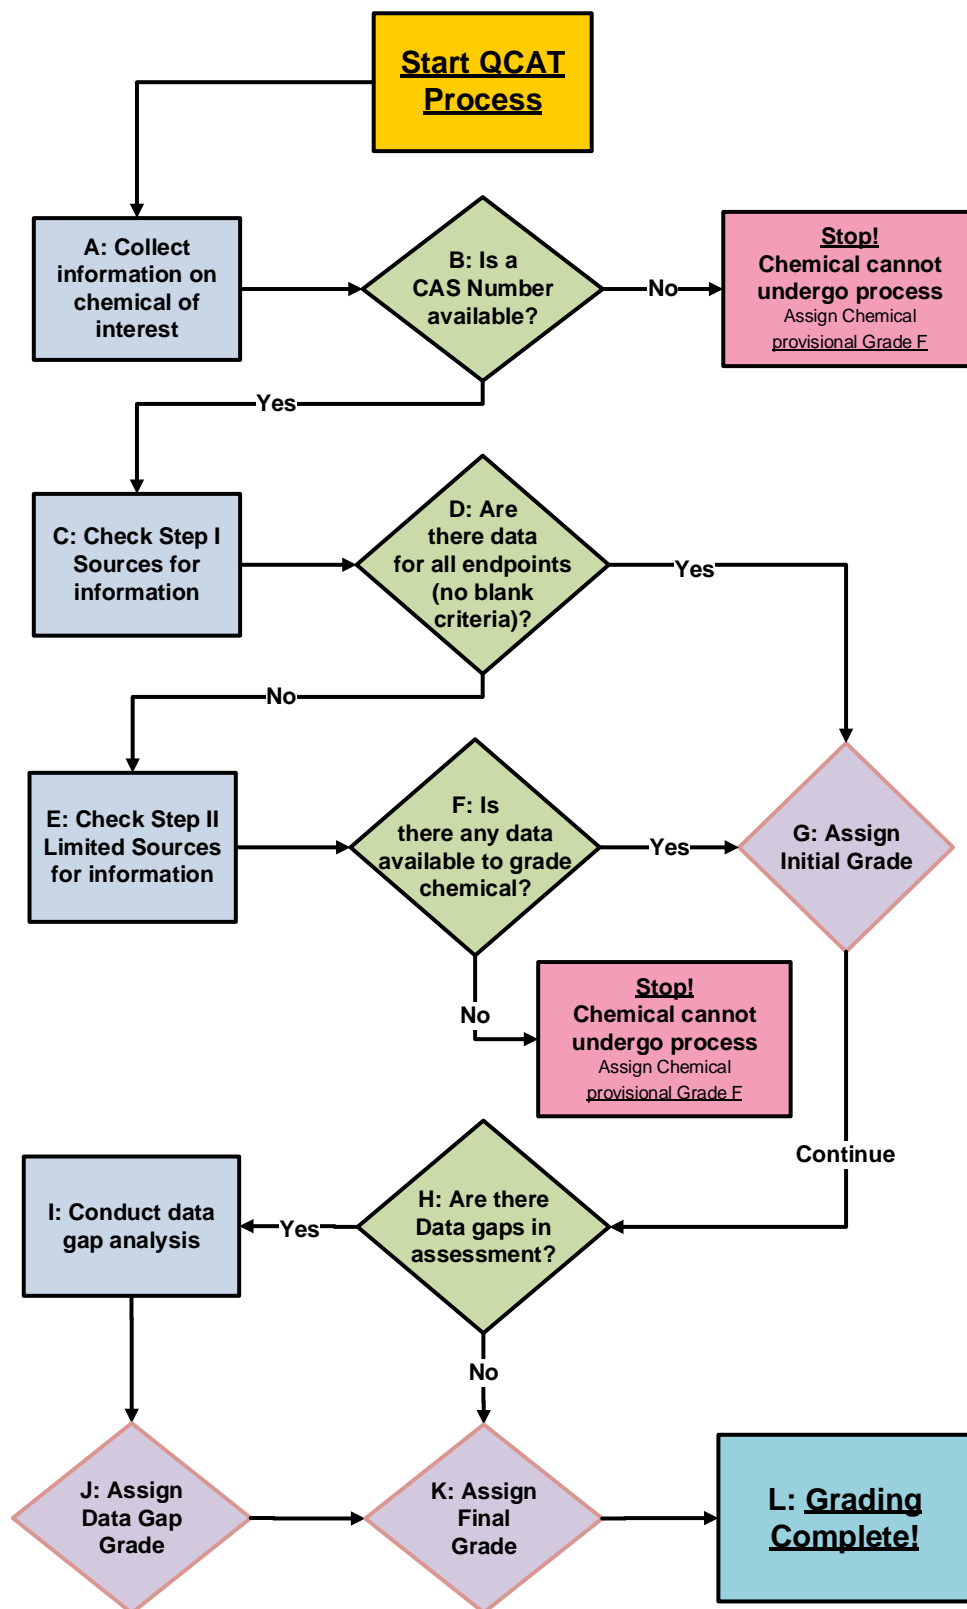 Start QCAT
Process
A: Collect
information on
chemical of
interest
B: Is a
CAS Number
available?
No
Stop!
Chemical cannot
undergo process
Assign Chemical
provisional Grade F
Yes
C: Check Step I
Sources for
information
D: Are
there data
for all endpoints
(no blank
criteria)?
Yes
No
E: Check Step II
Limited Sources
for information
F: Is
there any data
available to grade
chemical?
Yes
G: Assign
Initial Grade
No
Stop!
Chemical cannot
undergo process
Assign Chemical
provisional Grade F
Continue
H: Are there
Data gaps in
assessment?
Yes
I: Conduct data
gap analysis
No
J: Assign
Data Gap
Grade
K: Assign
Final
Grade
L: Grading
Complete!